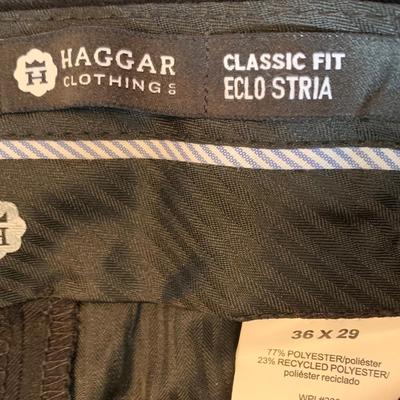 H
HAGGAR
CLOTHING CO
CLASSIC FIT
ECLO STRIA
H
36 X 29
77% POLYESTER/poliéster
23% RECYCLED POLYESTER/
poliéster reciclado